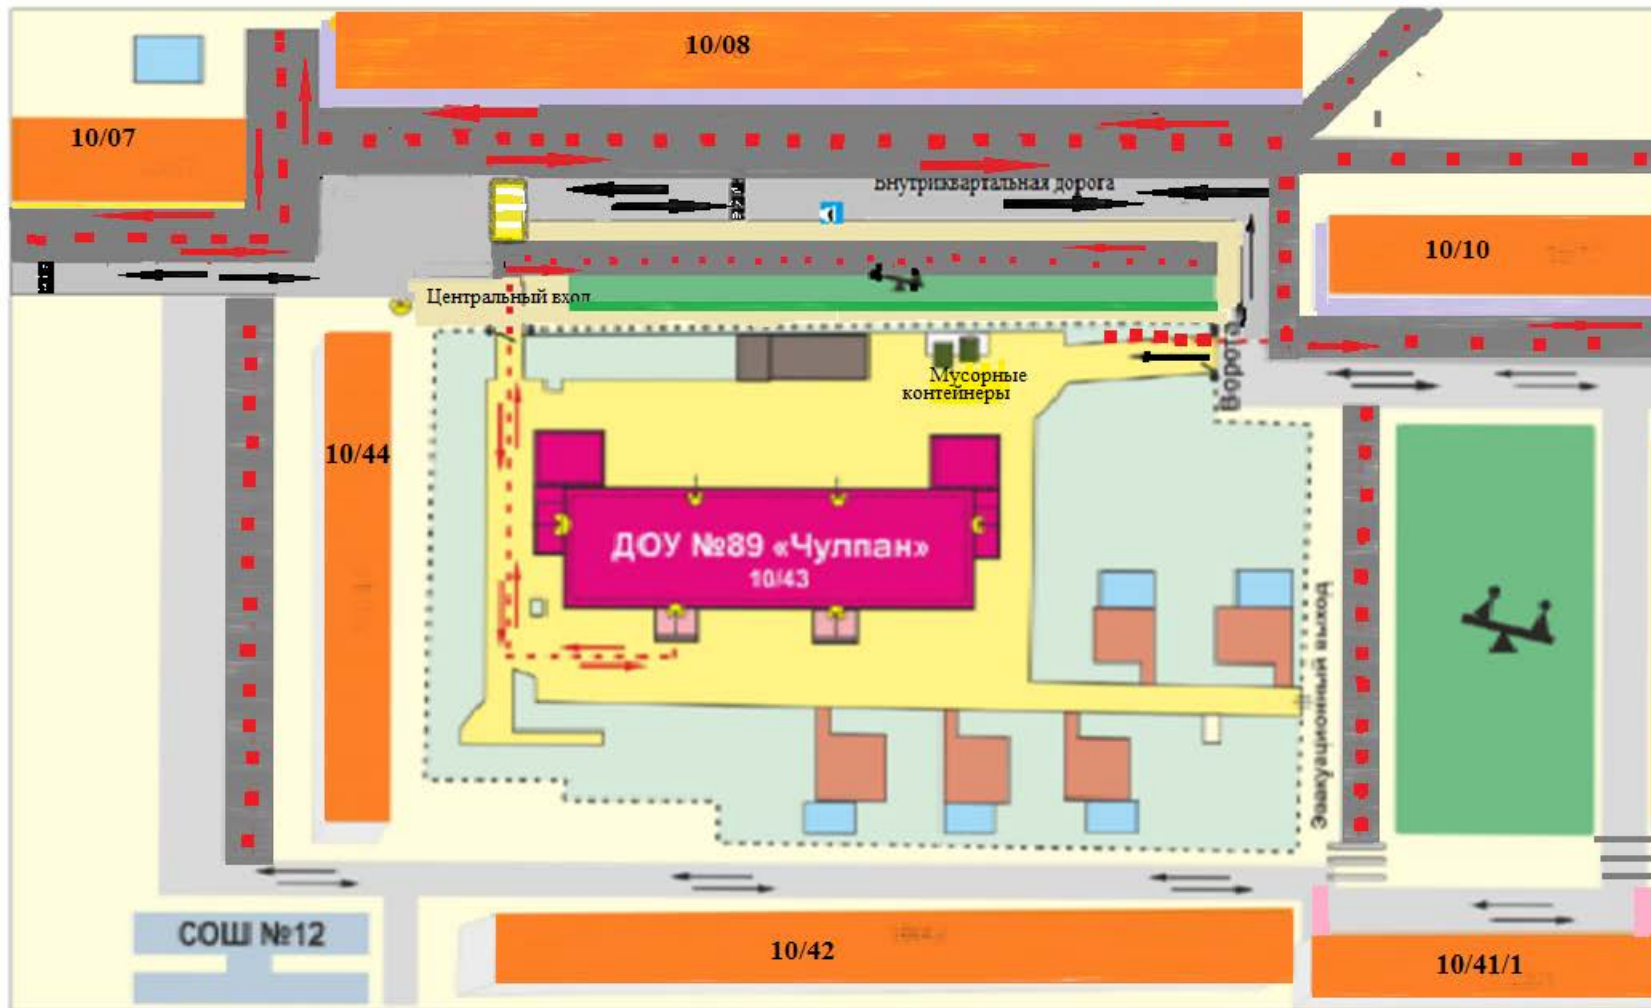 10/08
10/07
Внутриквартальная дорога
10/10
Центральный вход
Ворота
Мусорные
контейнеры
10/44
ДОУ №89 «Чулпан»
10/43
Эвакуационный выход
СОШ №12
10/42
10/41/1